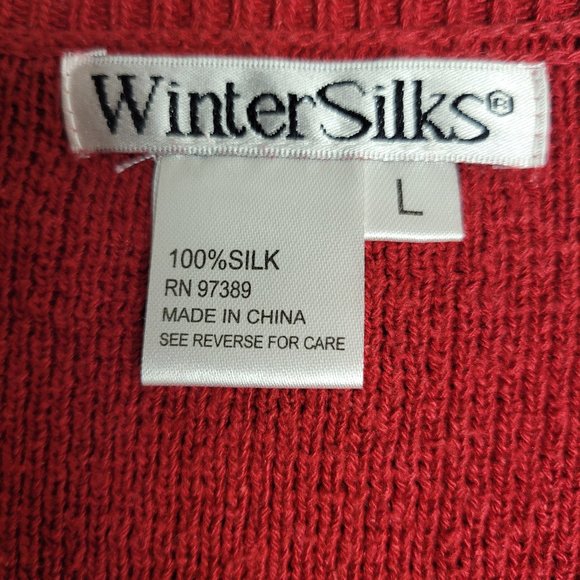 WinterSilks®
L
100%SILK
RN 97389
MADE IN CHINA
SEE REVERSE FOR CARE